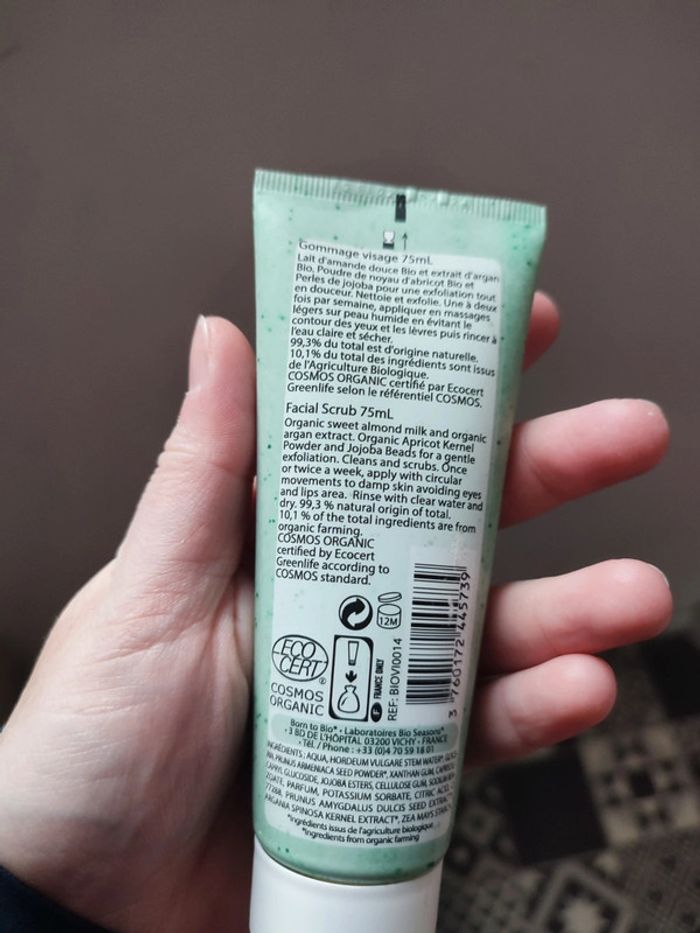 Gommage visage 75mL
Lait d'amande douce Bio et extrait d'argan
Bio, Poudre de noyau d'abricot Bio et
Perles de jojoba pour une exfoliation tout
en douceur. Nettoie et exfolie. Une à deux
fois par semaine, appliquer en massages
légers sur peau humide en évitant le
contour des yeux et les lèvres puis rincer à
l'eau claire et sécher.
99,3% du total est d'origine naturelle.
10,1% du total des ingrédients sont issus
de l'Agriculture Biologique.
COSMOS ORGANIC certifié par Ecocert
Greenlife selon le référentiel COSMOS.
Facial Scrub 75mL
Organic sweet almond milk and organic
argan extract. Organic Apricot Kernel
Powder and Jojoba Beads for a gentle
exfoliation. Cleans and scrubs. Once
or twice a week, apply with circular
movements to damp skin avoiding eyes
and lips area. Rinse with clear water and
dry. 99,3 % natural origin of total.
10,1 % of the total ingredients are from
organic farming.
COSMOS ORGANIC
certified by Ecocert
Greenlife according to
COSMOS standard.
12M
ECO
CERT
®
COSMOS
ORGANIC
FRANCE ONLY
REF: BIOVI0014
3 760172 445739
Born to Bio® • Laboratoires Bio Seasons®
• 3 BD DE L'HÔPITAL 03200 VICHY • FRANCE
• Tél. / Phone : +33 (0)4 70 59 18 01
INGRÉDIENTS : AQUA, HORDEUM VULGARE STEM WATER*,
PRUNUS ARMENIACA SEED POWDER*, XANTHAN GUM,
GLUCOSIDE, JOJOBA ESTERS, CELLULOSE GUM, SODIUM
PARFUM, POTASSIUM SORBATE, CITRIC ACID,
77288, PRUNUS AMYGDALUS DULCIS SEED EXTRACT*,
SPINOSA KERNEL EXTRACT*, ZEA MAYS
*Ingrédients issus de l'agriculture biologique
*Ingredients from organic farming